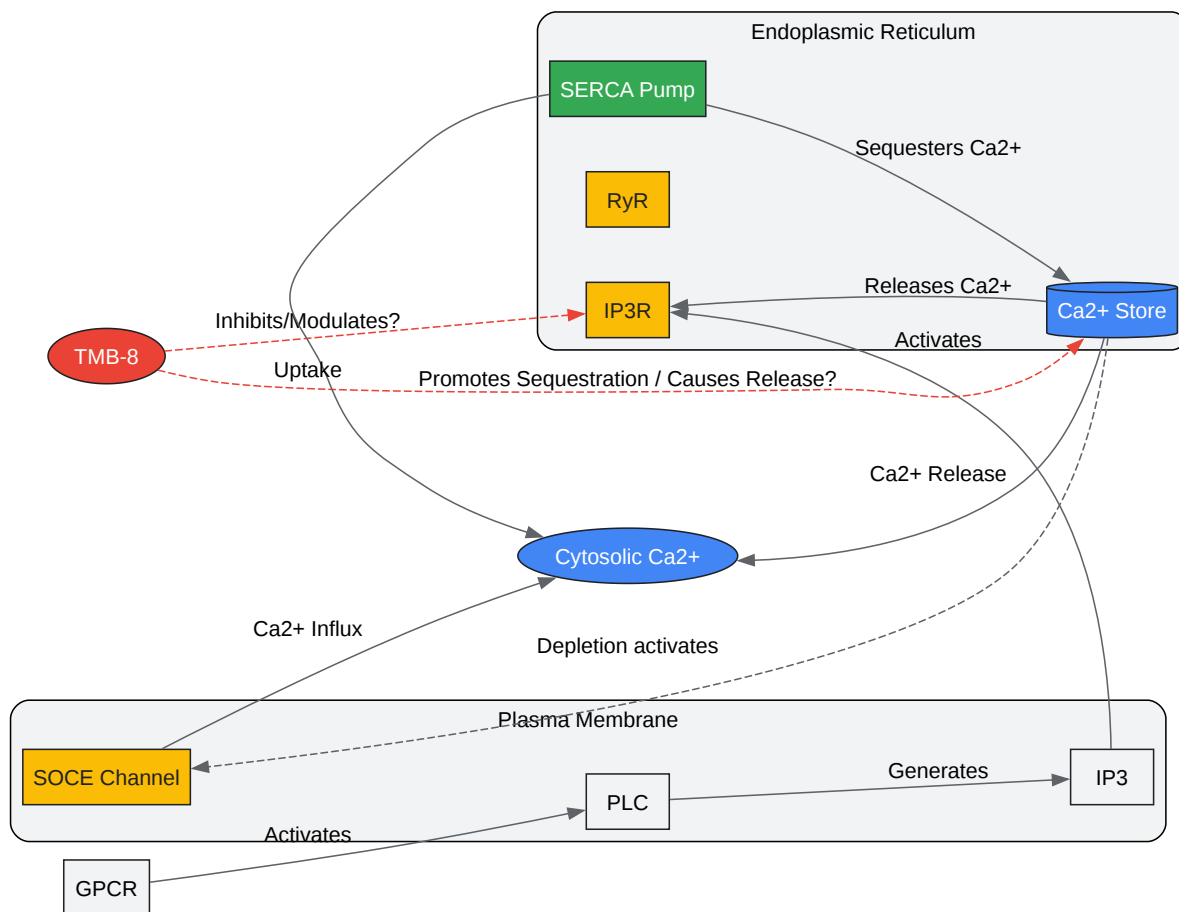 Endoplasmic Reticulum
SERCA Pump
Sequesters Ca2+
RyR
Releases Ca2+
IP3R
Ca2+ Store
Inhibits/Modulates?
Activates
TMB-8
Uptake
Promotes Sequestration / Causes Release?
Ca2+ Release
Cytosolic Ca2+
Ca2+ Influx
Depletion activates
Plasma Membrane
SOCE Channel
Generates
IP3
PLC
Activates
GPCR